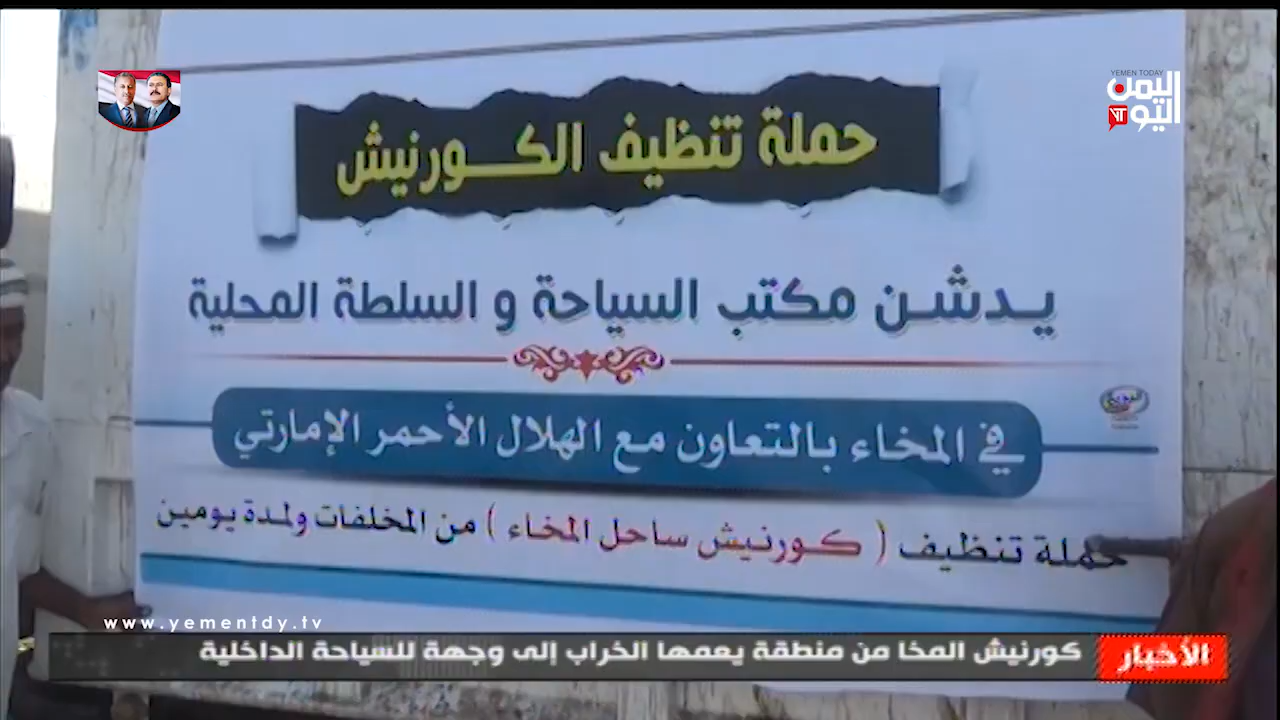 YEMEN TODAY
اليمن
اليوم
حملة تنظيف الكورنيش
يدشن مكتب السياحة و السلطة المحلية
في المخاء بالتعاون مع الهلال الأحمر الإمارتي
حملة تنظيف ( كورنيش ساحل المخاء ) من المخلفات ولمدة يومين
www.yementdy.tv
الأخبار
كورنيش المخا من منطقة يعمها الخراب إلى وجهة للسياحة الداخلية